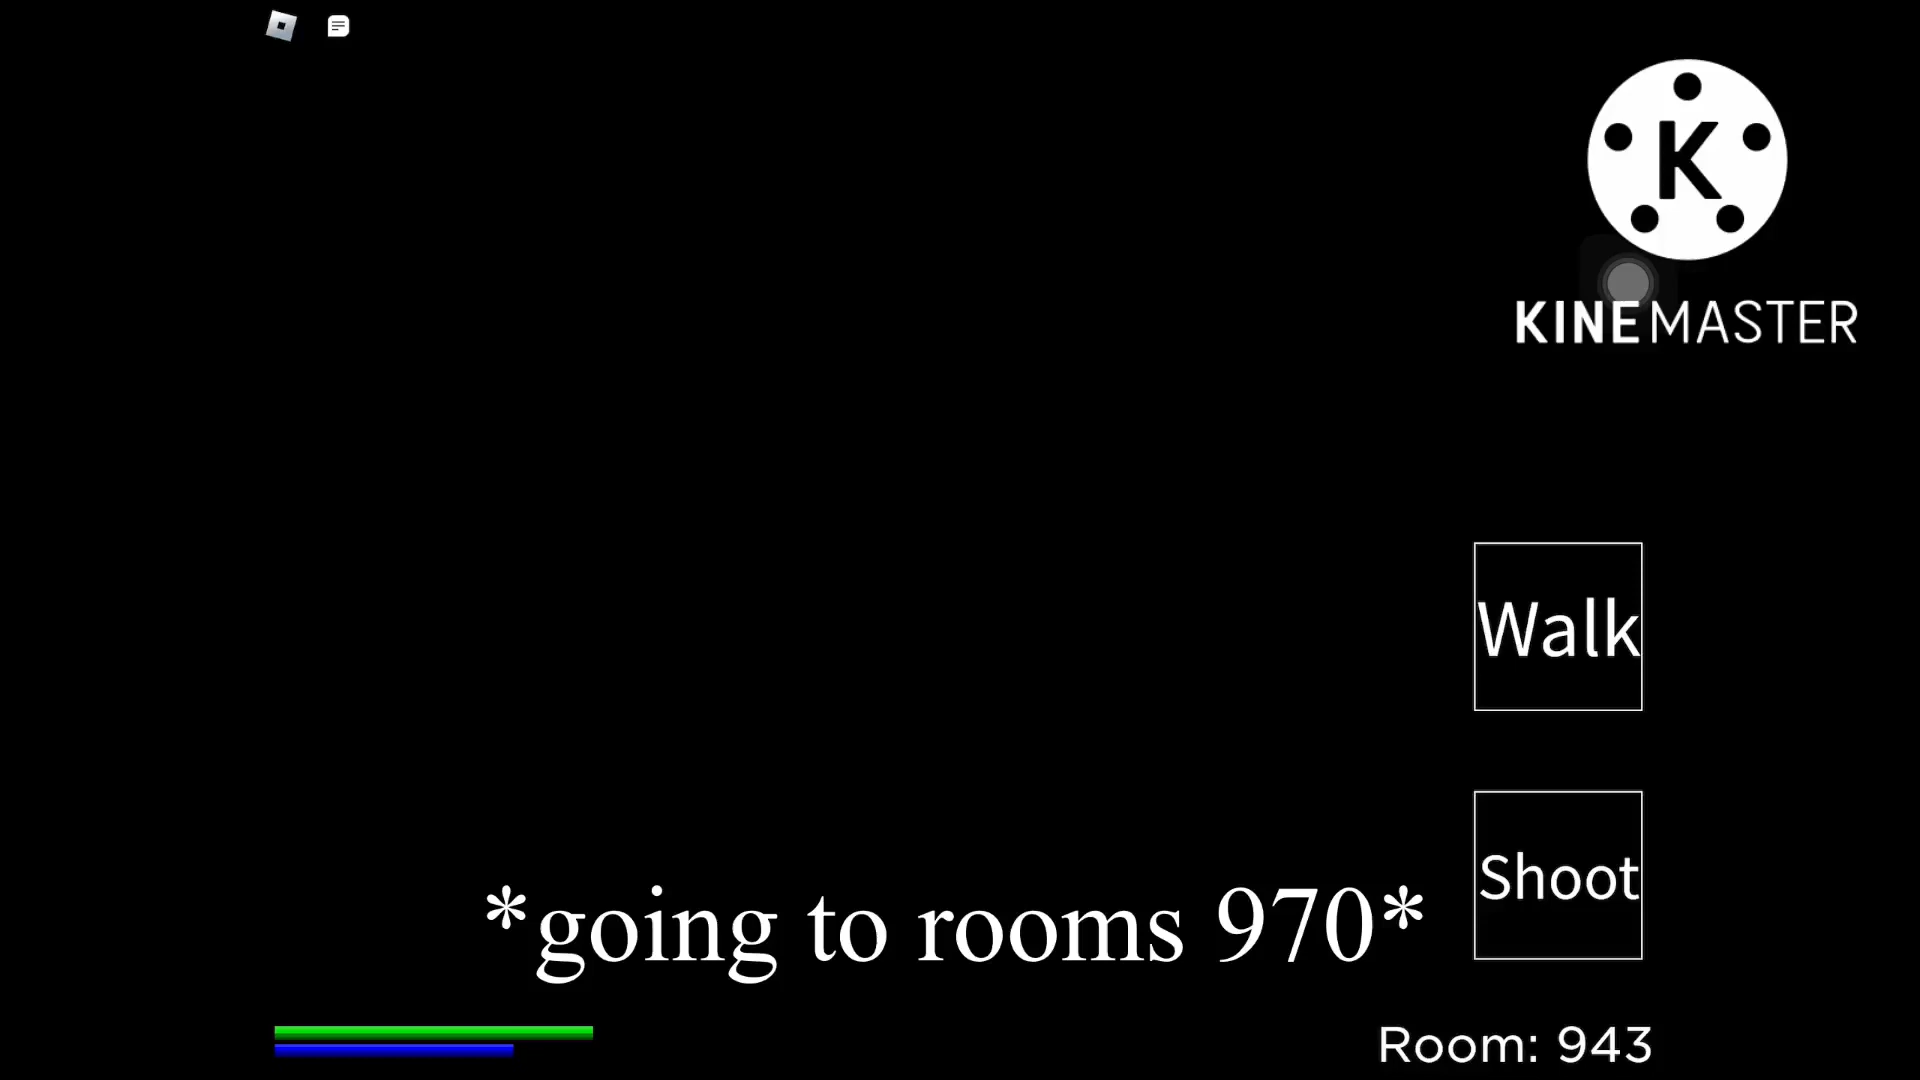 K
KINEMASTER
Walk
Shoot
*going to rooms 970*
Room: 943